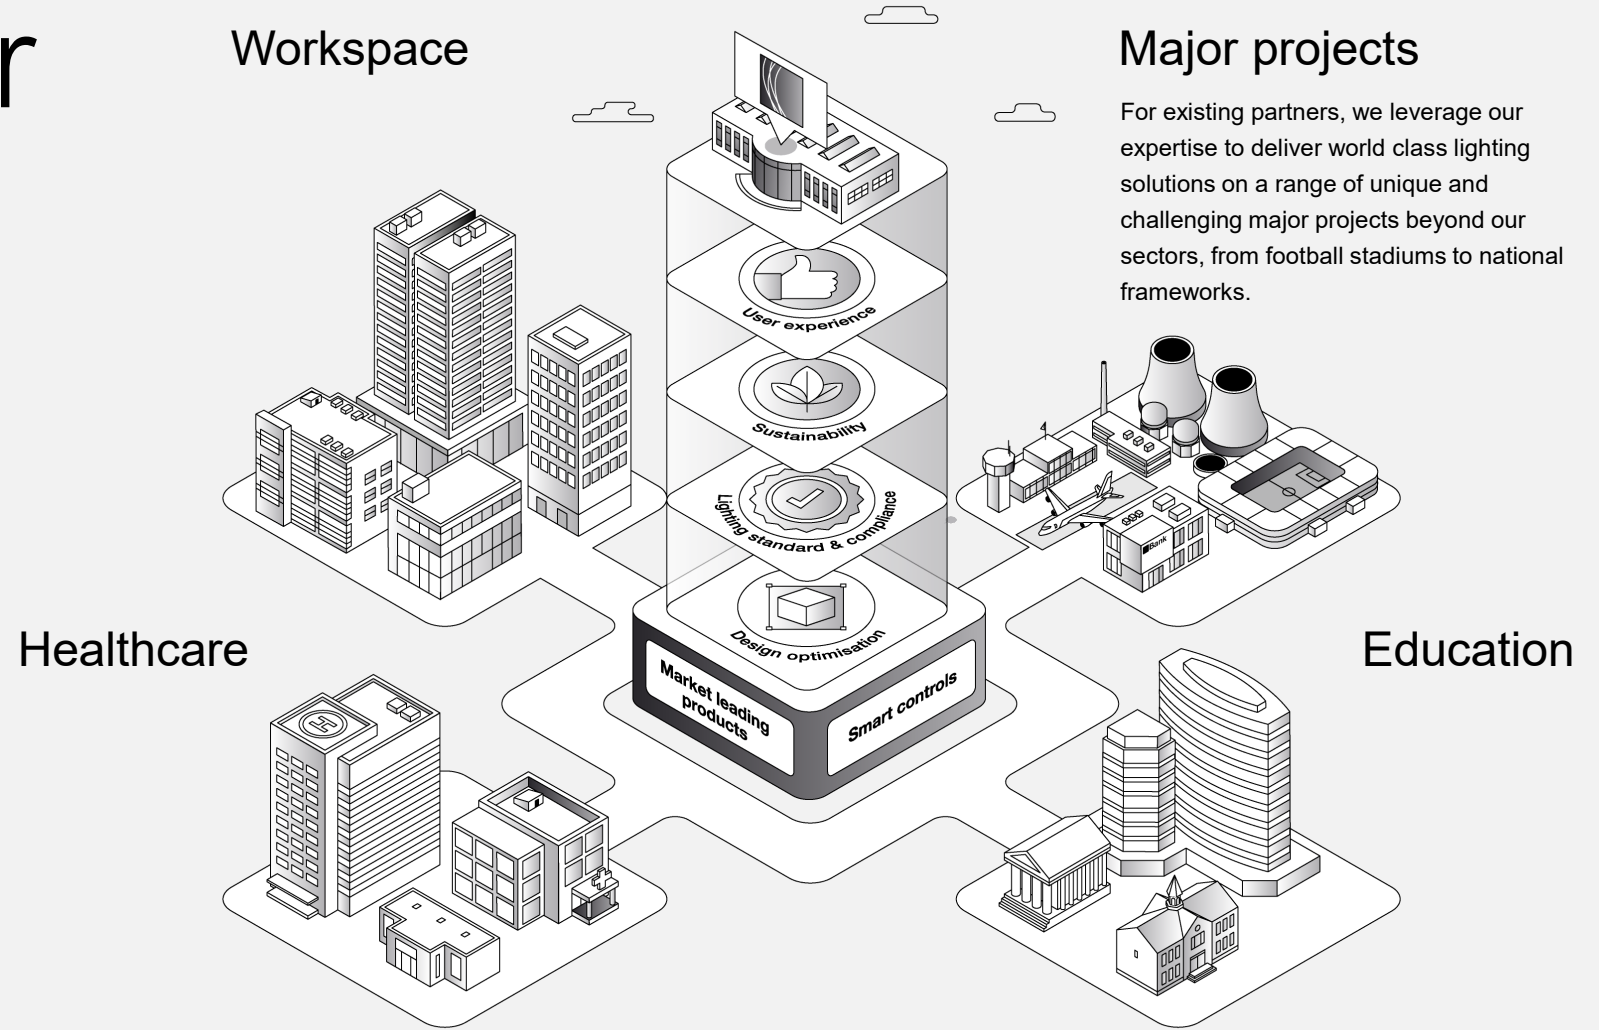 r
Workspace
Major projects
For existing partners, we leverage our
expertise to deliver world class lighting
solutions on a range of unique and
challenging major projects beyond our
sectors, from football stadiums to national
frameworks.
User experience
Sustainability
Lighting standard & compliance
Design optimisation
Market leading
products
Smart controls
Bank
Healthcare
H
Education